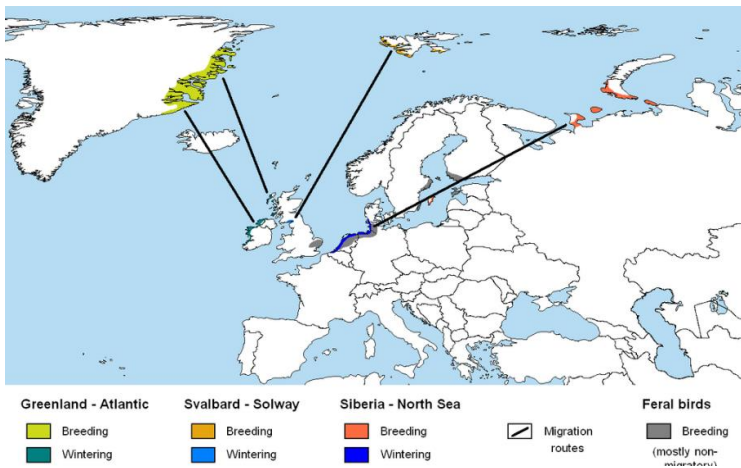 Greenland - Atlantic
Breeding
Wintering
Svalbard - Solway
Breeding
Wintering
Siberia - North Sea
Breeding
Wintering
Migration
routes
Feral birds
Breeding
(mostly non-
migratory)